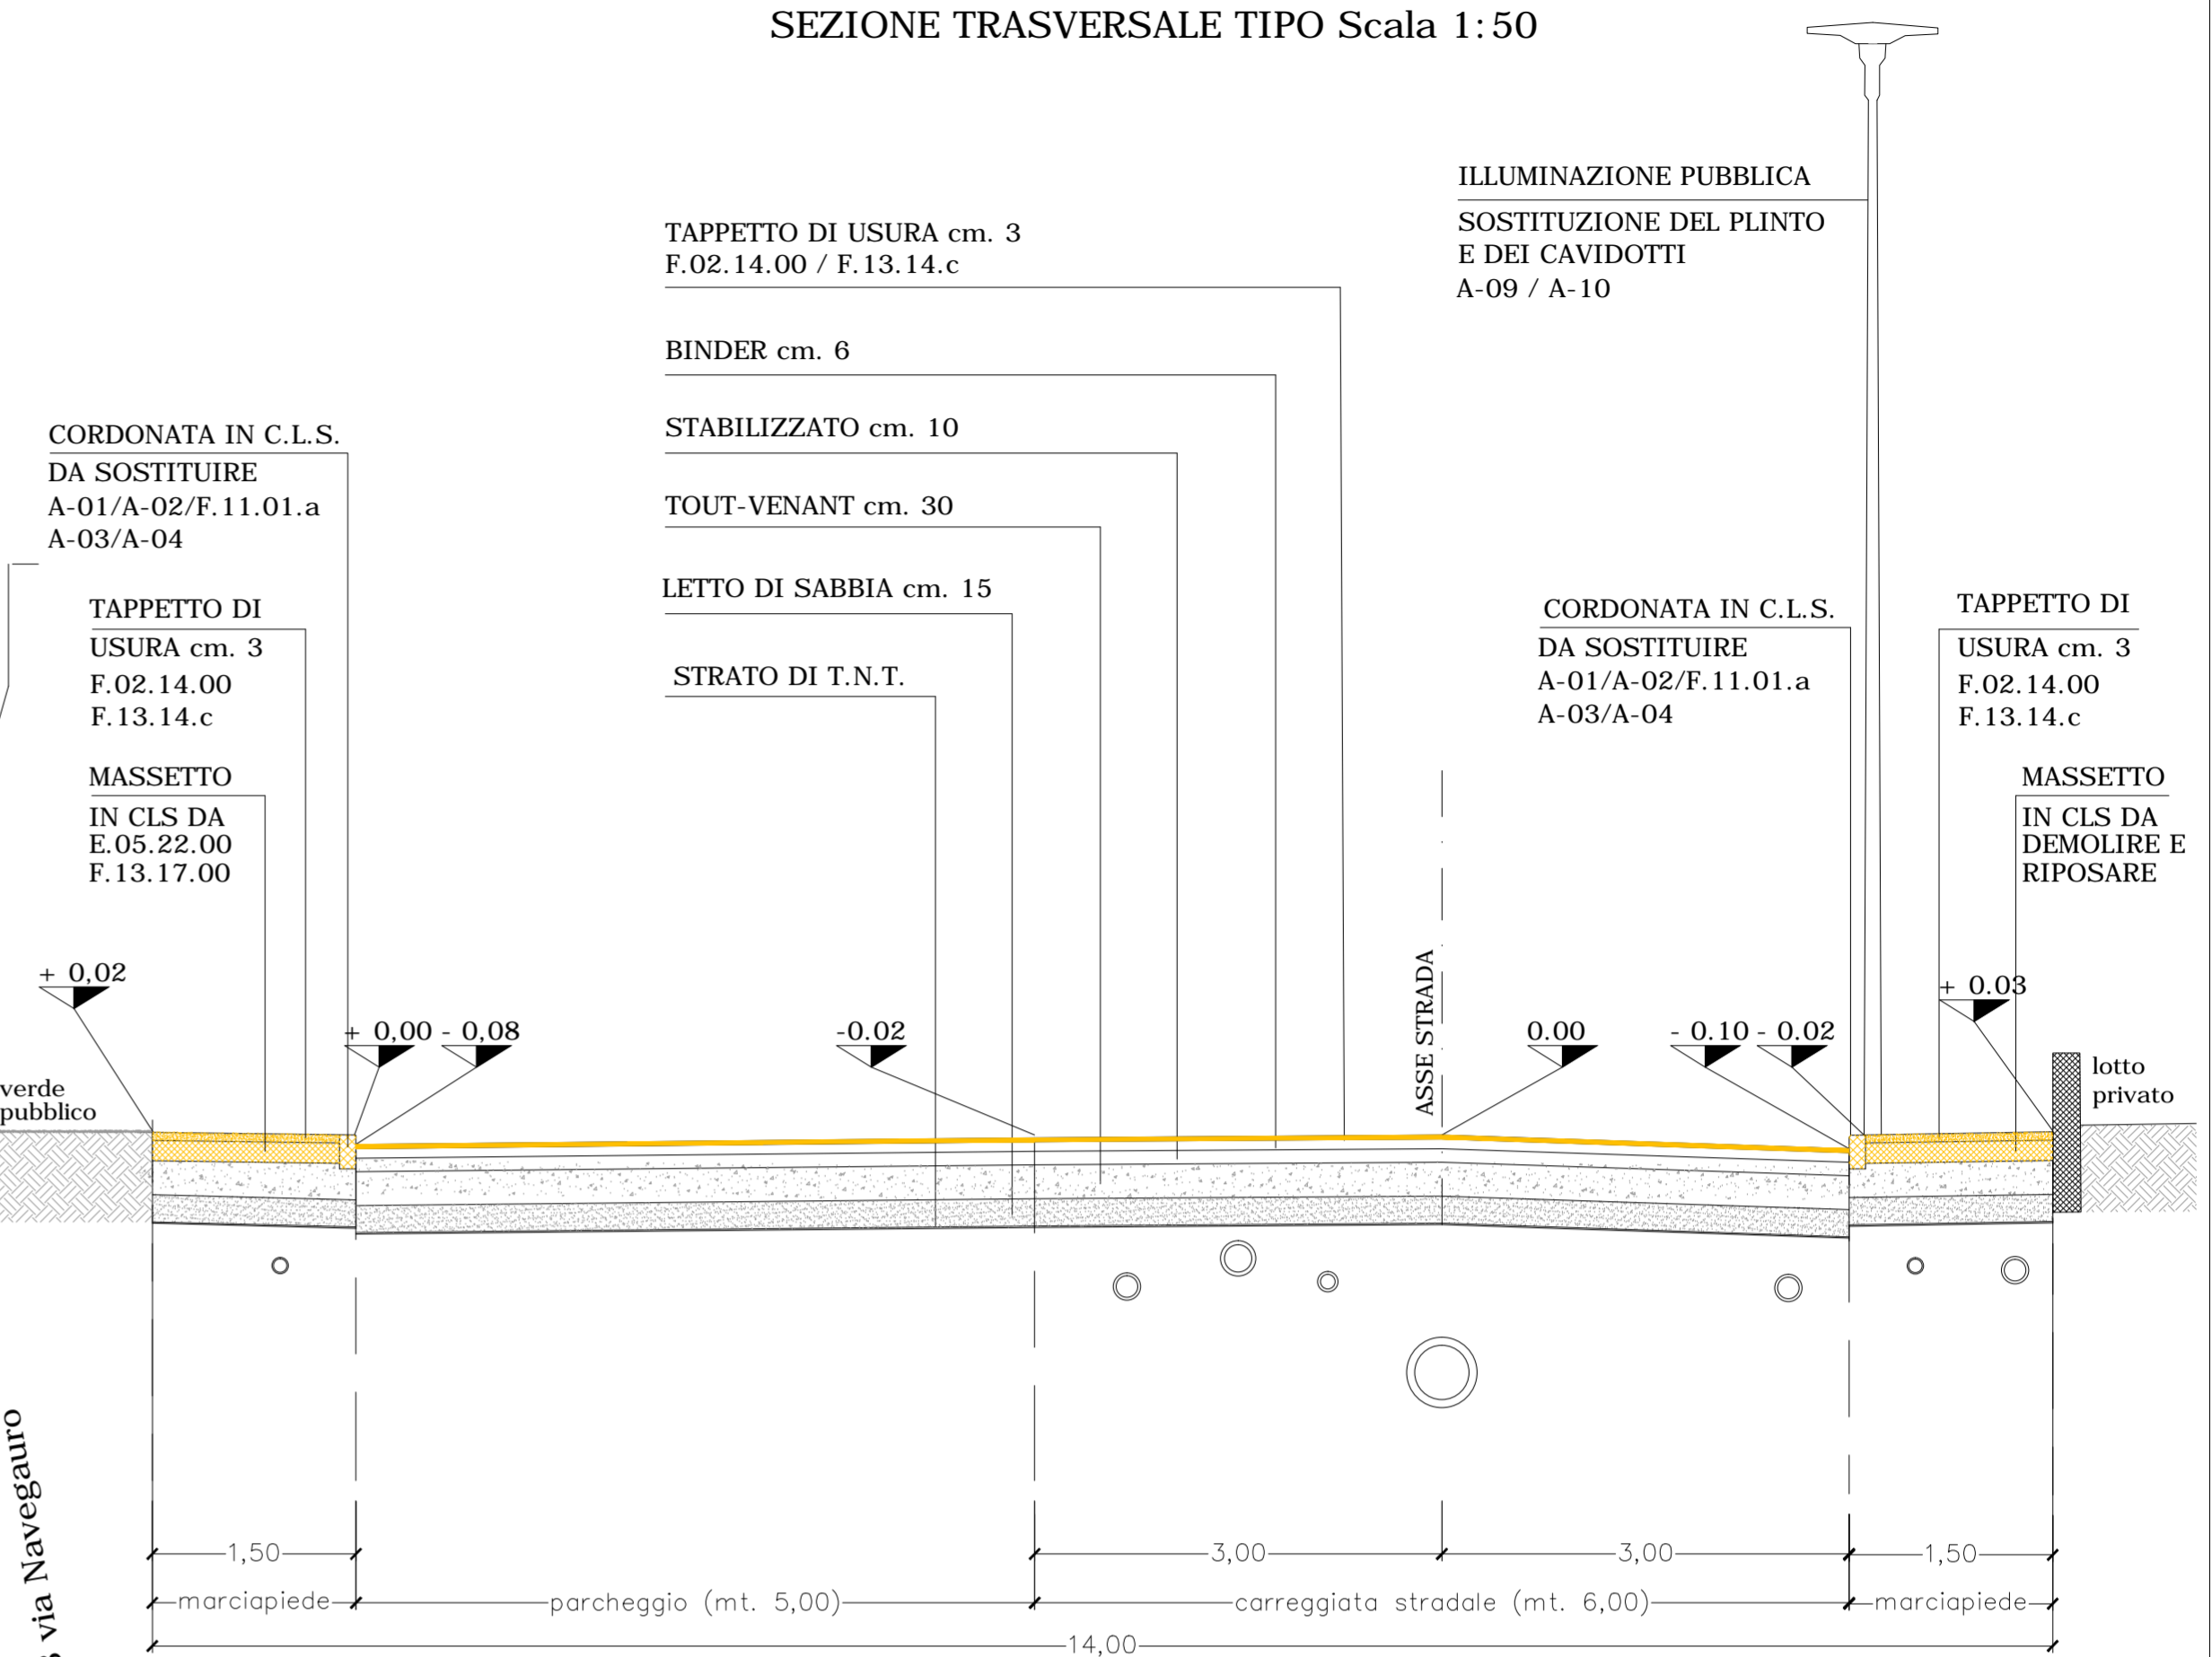 SEZIONE TRASVERSALE TIPO Scala 1:50
ILLUMINAZIONE PUBBLICA
SOSTITUZIONE DEL PLINTO
E DEI CAVIDOTTI
A-09 / A-10
TAPPETTO DI USURA cm. 3
F.02.14.00 / F.13.14.c
BINDER cm. 6
STABILIZZATO cm. 10
TOUT-VENANT cm. 30
LETTO DI SABBIA cm. 15
STRATO DI T.N.T.
CORDONATA IN C.L.S.
DA SOSTITUIRE
A-01/A-02/F.11.01.a
A-03/A-04
TAPPETTO DI
USURA cm. 3
F.02.14.00
F.13.14.c
MASSETTO
IN CLS DA
E.05.22.00
F.13.17.00
CORDONATA IN C.L.S.
DA SOSTITUIRE
A-01/A-02/F.11.01.a
A-03/A-04
TAPPETTO DI
USURA cm. 3
F.02.14.00
F.13.14.c
MASSETTO
IN CLS DA
DEMOLIRE E
RIPOSARE
+ 0,02
+ 0,00
- 0,08
-0.02
ASSE STRADA
0.00
- 0.10
- 0.02
+ 0.03
verde
pubblico
lotto
privato
via Navegauro
1,50
3,00
3,00
1,50
marciapiede
parcheggio (mt. 5,00)
carreggiata stradale (mt. 6,00)
marciapiede
14,00